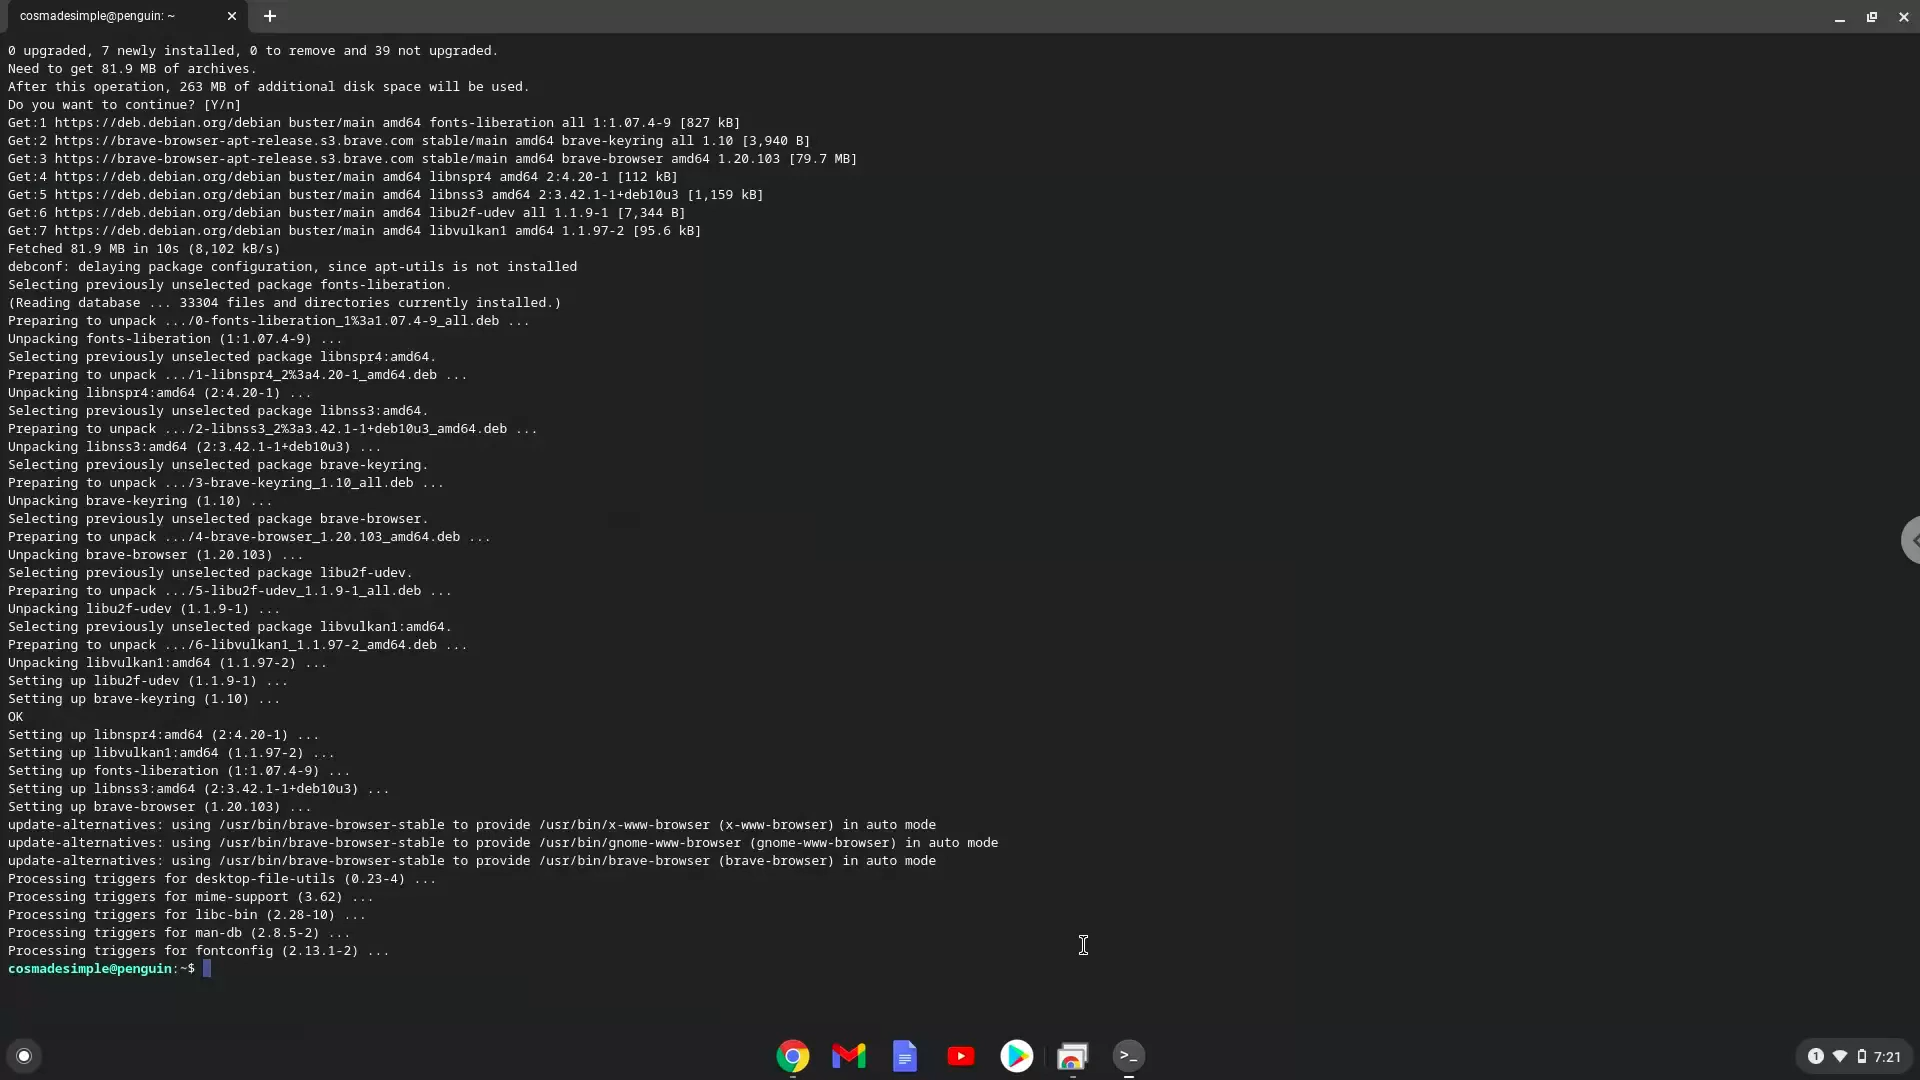 cosmadesimple@penguin: ~
0 upgraded, 7 newly installed, 0 to remove and 39 not upgraded.
Need to get 81.9 MB of archives.
After this operation, 263 MB of additional disk space will be used.
Do you want to continue? [Y/n]
Get:1 https://deb.debian.org/debian buster/main amd64 fonts-liberation all 1:1.07.4-9 [827 kB]
Get:2 https://brave-browser-apt-release.s3.brave.com stable/main amd64 brave-keyring all 1.10 [3,940 B]
Get:3 https://brave-browser-apt-release.s3.brave.com stable/main amd64 brave-browser amd64 1.20.103 [79.7 MB]
Get:4 https://deb.debian.org/debian buster/main amd64 libnspr4 amd64 2:4.20-1 [112 kB]
Get:5 https://deb.debian.org/debian buster/main amd64 libnss3 amd64 2:3.42.1-1+deb10u3 [1,159 kB]
Get:6 https://deb.debian.org/debian buster/main amd64 libu2f-udev all 1.1.9-1 [7,344 B]
Get:7 https://deb.debian.org/debian buster/main amd64 libvulkan1 amd64 1.1.97-2 [95.6 kB]
Fetched 81.9 MB in 10s (8,102 kB/s)
debconf: delaying package configuration, since apt-utils is not installed
Selecting previously unselected package fonts-liberation.
(Reading database ... 33304 files and directories currently installed.)
Preparing to unpack .../0-fonts-liberation_1%3a1.07.4-9_all.deb ...
Unpacking fonts-liberation (1:1.07.4-9) ...
Selecting previously unselected package libnspr4:amd64.
Preparing to unpack .../1-libnspr4_2%3a4.20-1_amd64.deb ...
Unpacking libnspr4:amd64 (2:4.20-1) ...
Selecting previously unselected package libnss3:amd64.
Preparing to unpack .../2-libnss3_2%3a3.42.1-1+deb10u3_amd64.deb ...
Unpacking libnss3:amd64 (2:3.42.1-1+deb10u3) ...
Selecting previously unselected package brave-keyring.
Preparing to unpack .../3-brave-keyring_1.10_all.deb ...
Unpacking brave-keyring (1.10) ...
Selecting previously unselected package brave-browser.
Preparing to unpack .../4-brave-browser_1.20.103_amd64.deb ...
Unpacking brave-browser (1.20.103) ...
Selecting previously unselected package libu2f-udev.
Preparing to unpack .../5-libu2f-udev_1.1.9-1_all.deb ...
Unpacking libu2f-udev (1.1.9-1) ...
Selecting previously unselected package libvulkan1:amd64.
Preparing to unpack .../6-libvulkan1_1.1.97-2_amd64.deb ...
Unpacking libvulkan1:amd64 (1.1.97-2) ...
Setting up libu2f-udev (1.1.9-1) ...
Setting up brave-keyring (1.10) ...
OK
Setting up libnspr4:amd64 (2:4.20-1) ...
Setting up libvulkan1:amd64 (1.1.97-2) ...
Setting up fonts-liberation (1:1.07.4-9) ...
Setting up libnss3:amd64 (2:3.42.1-1+deb10u3) ...
Setting up brave-browser (1.20.103) ...
update-alternatives: using /usr/bin/brave-browser-stable to provide /usr/bin/x-www-browser (x-www-browser) in auto mode
update-alternatives: using /usr/bin/brave-browser-stable to provide /usr/bin/gnome-www-browser (gnome-www-browser) in auto mode
update-alternatives: using /usr/bin/brave-browser-stable to provide /usr/bin/brave-browser (brave-browser) in auto mode
Processing triggers for desktop-file-utils (0.23-4) ...
Processing triggers for mime-support (3.62) ...
Processing triggers for libc-bin (2.28-10) ...
Processing triggers for man-db (2.8.5-2) ...
Processing triggers for fontconfig (2.13.1-2) ...
cosmadesimple@penguin:~$
>_
1 7:21